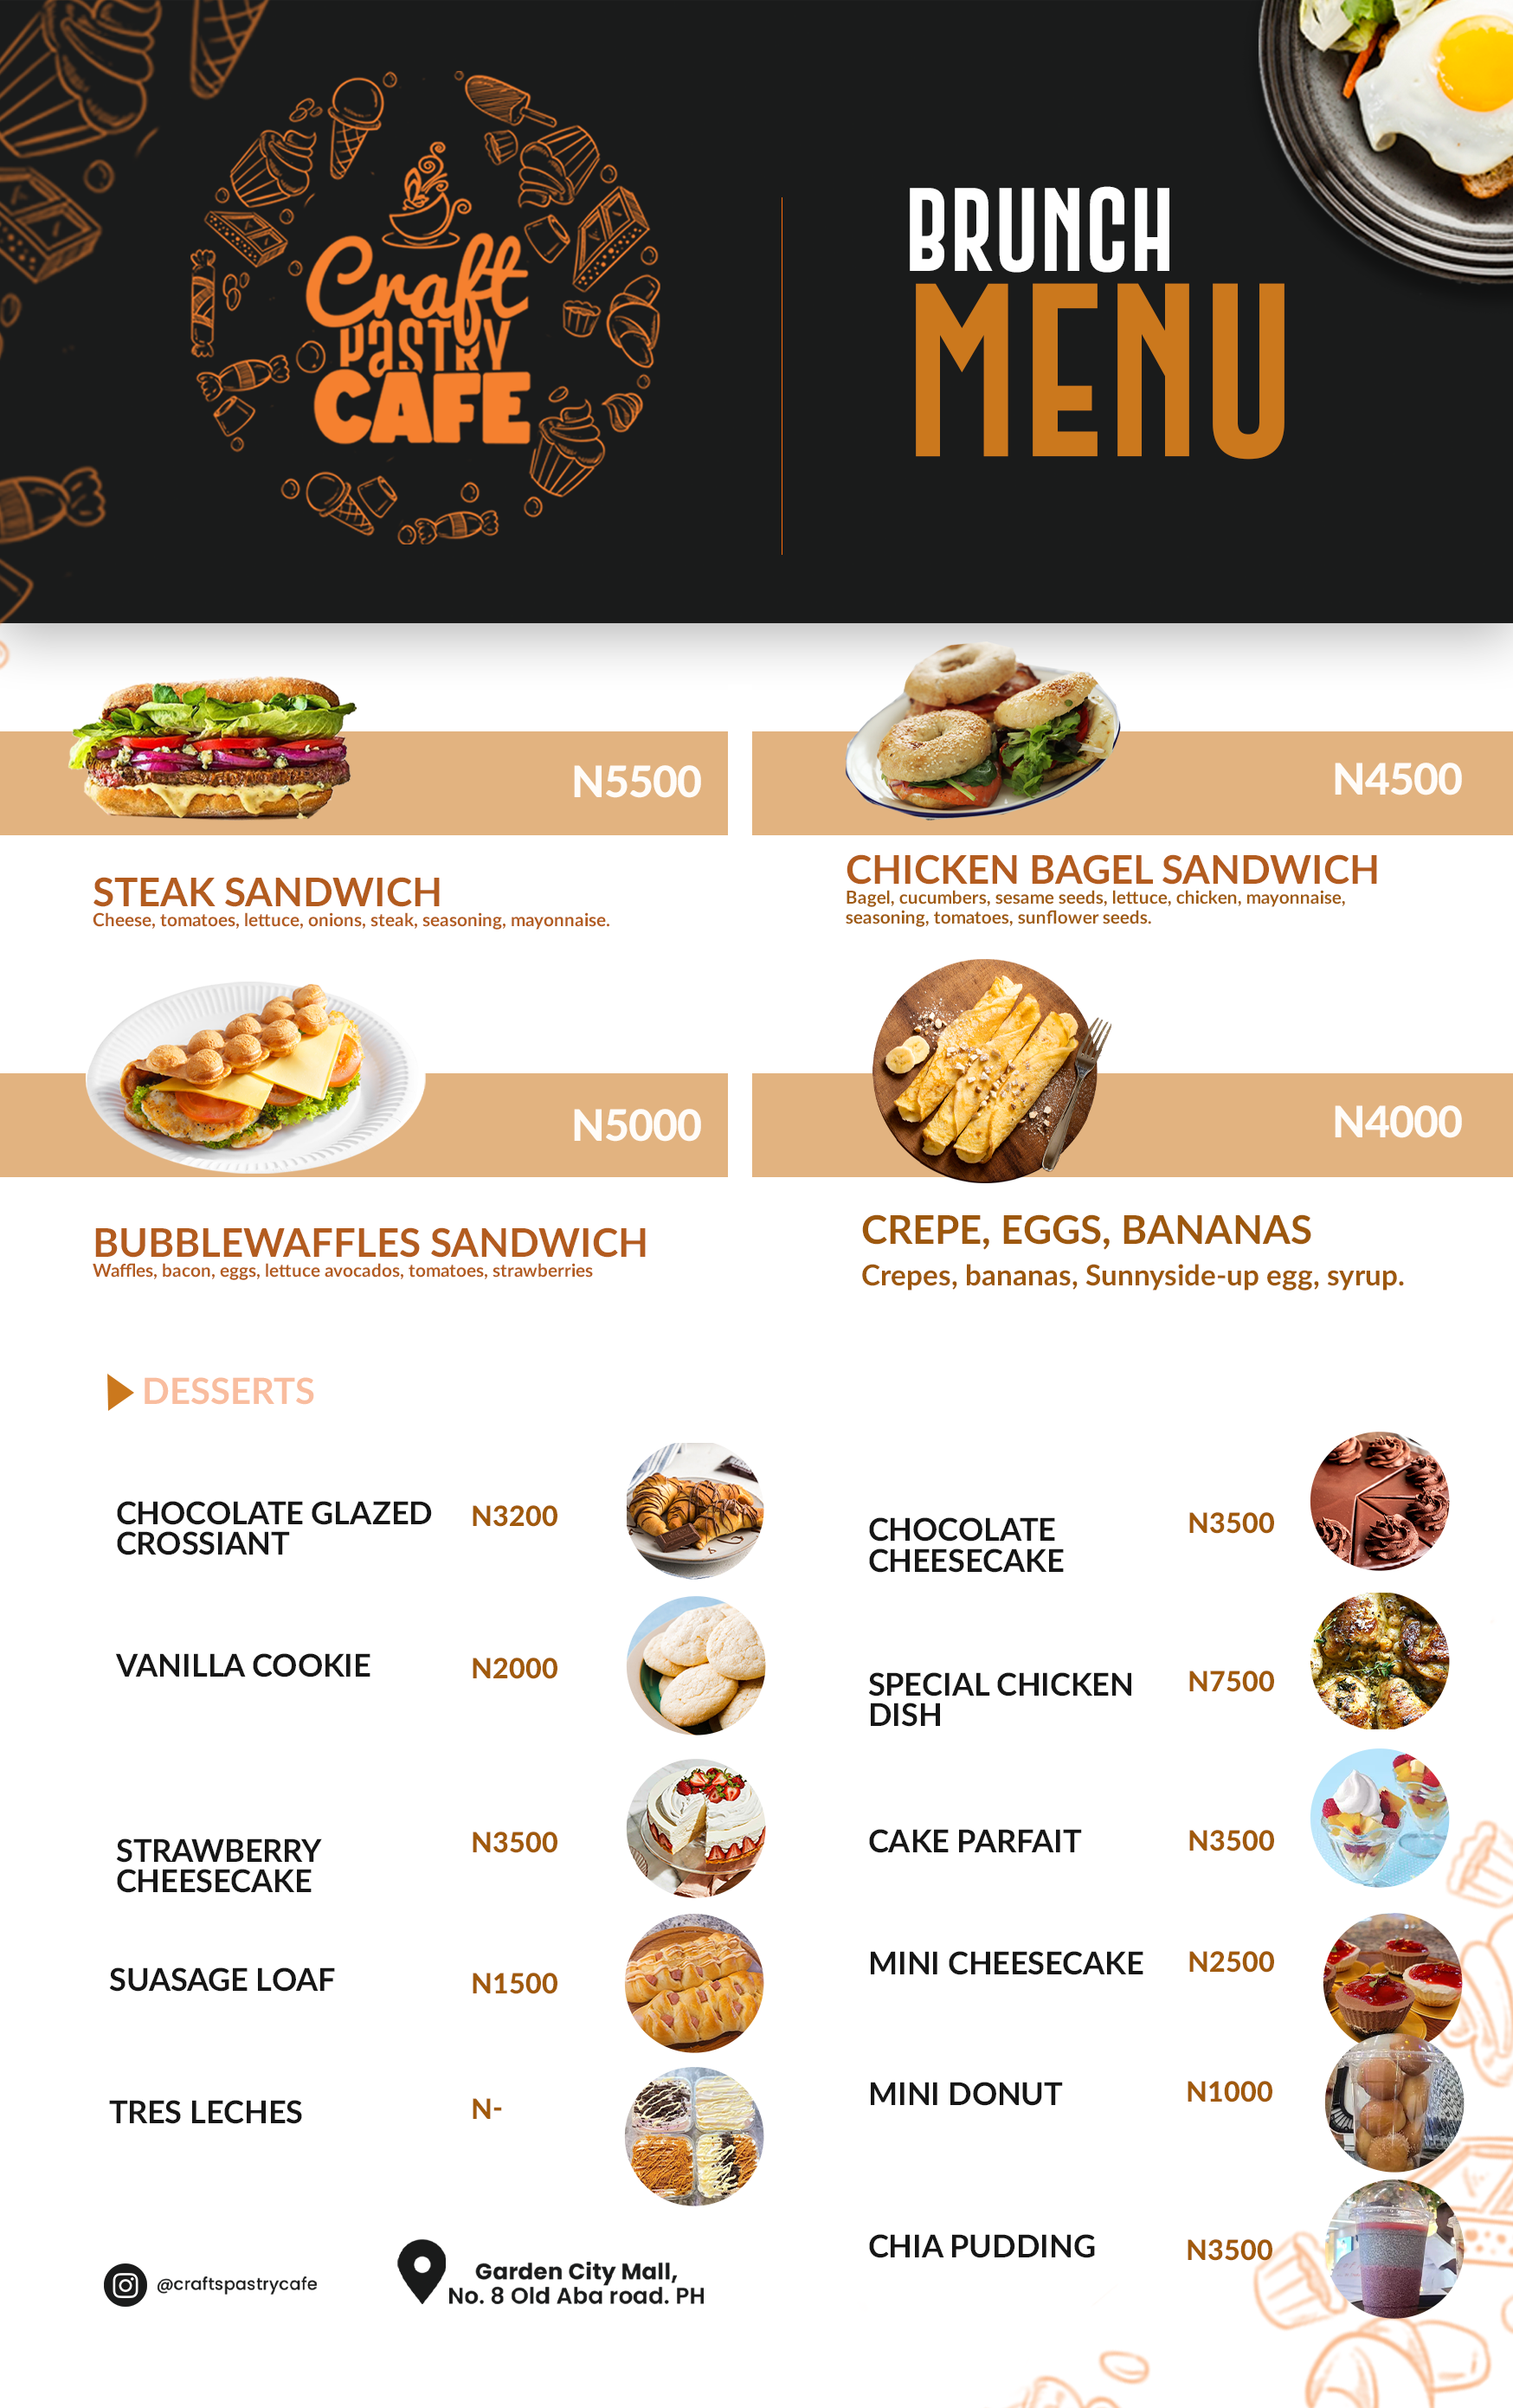 Craft
PASTRY
CAFE
BRUNCH
MENU
N5500
N4500
STEAK SANDWICH
Cheese, tomatoes, lettuce, onions, steak, seasoning, mayonnaise.
CHICKEN BAGEL SANDWICH
Bagel, cucumbers, sesame seeds, lettuce, chicken, mayonnaise,
seasoning, tomatoes, sunflower seeds.
N5000
N4000
BUBBLEWAFFLES SANDWICH
Waffles, bacon, eggs, lettuce avocados, tomatoes, strawberries
CREPE, EGGS, BANANAS
Crepes, bananas, Sunnyside-up egg, syrup.
DESSERTS
CHOCOLATE GLAZED
CROSSIANT
N3200
VANILLA COOKIE
N2000
STRAWBERRY
CHEESECAKE
N3500
SUASAGE LOAF
N1500
TRES LECHES
N-
CHOCOLATE
CHEESECAKE
N3500
SPECIAL CHICKEN
DISH
N7500
CAKE PARFAIT
N3500
MINI CHEESECAKE
N2500
MINI DONUT
N1000
CHIA PUDDING
N3500
@craftspastrycafe
Garden City Mall,
No. 8 Old Aba road. PH